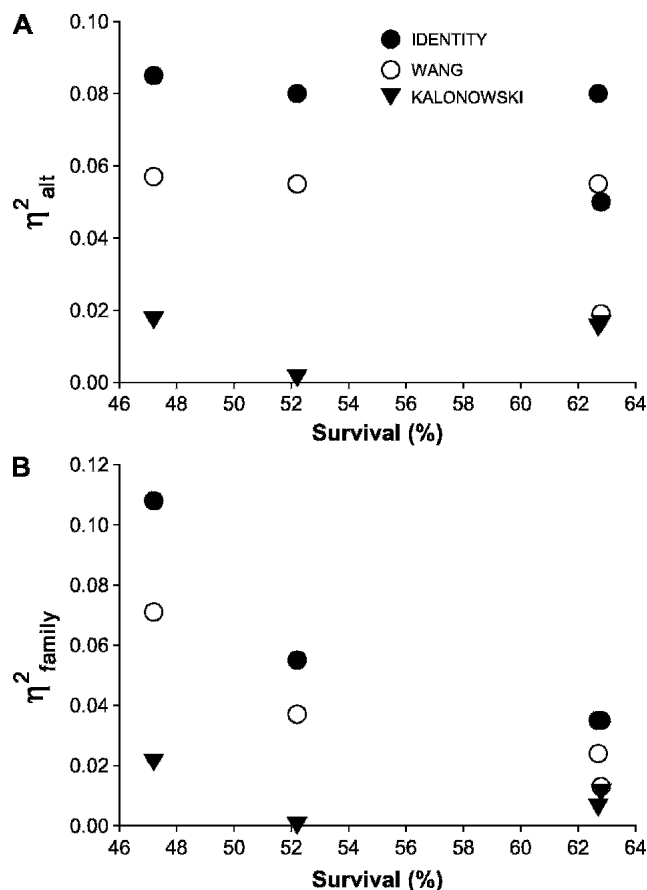 A
0.10
0.08
0.06
0.04
0.02
0.00
η²alt
IDENTITY
WANG
KALONOWSKI
46 48 50 52 54 56 58 60 62 64
Survival (%)
B
0.12
0.10
0.08
0.06
0.04
0.02
0.00
η²family
46 48 50 52 54 56 58 60 62 64
Survival (%)